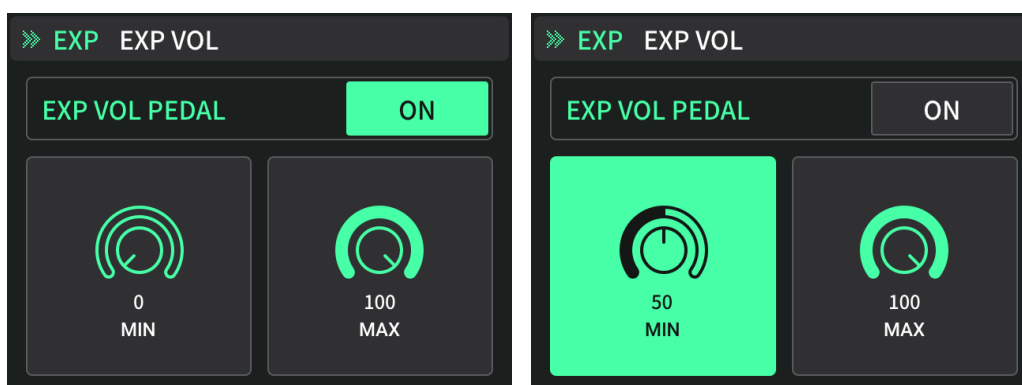 EXP EXP VOL
EXP VOL PEDAL ON
0
MIN
100
MAX
EXP EXP VOL
EXP VOL PEDAL ON
50
MIN
100
MAX